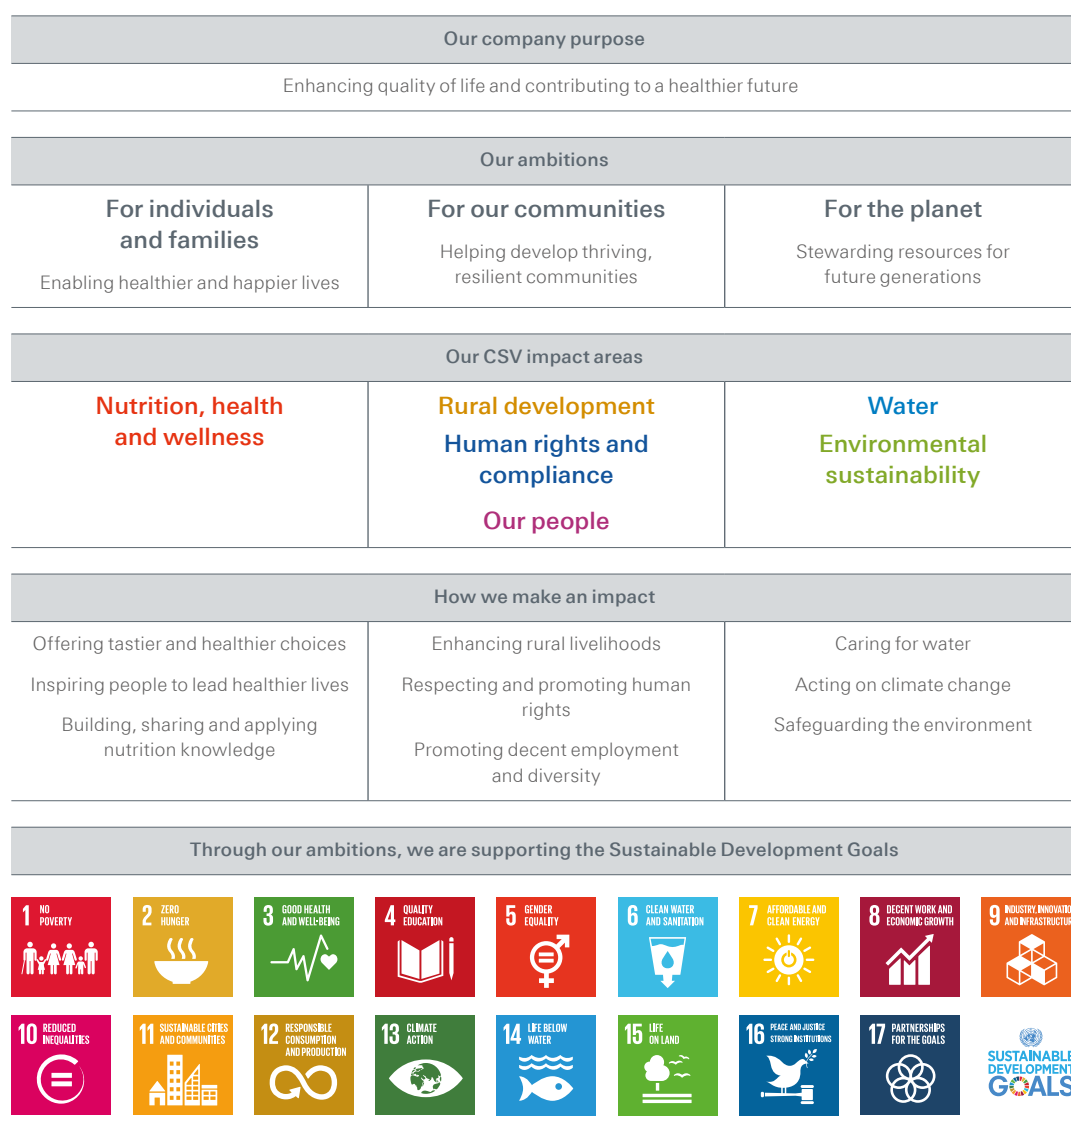 Our company purpose
Enhancing quality of life and contributing to a healthier future
Our ambitions
For individuals
and families
Enabling healthier and happier lives
For our communities
Helping develop thriving,
resilient communities
For the planet
Stewarding resources for
future generations
Our CSV impact areas
Nutrition, health
and wellness
Rural development
Human rights and
compliance
Our people
Water
Environmental
sustainability
How we make an impact
Offering tastier and healthier choices
Inspiring people to lead healthier lives
Building, sharing and applying
nutrition knowledge
Enhancing rural livelihoods
Respecting and promoting human
rights
Promoting decent employment
and diversity
Caring for water
Acting on climate change
Safeguarding the environment
Through our ambitions, we are supporting the Sustainable Development Goals
1 NO
POVERTY
2 ZERO
HUNGER
3 GOOD HEALTH
AND WELL-BEING
4 QUALITY
EDUCATION
5 GENDER
EQUALITY
6 CLEAN WATER
AND SANITATION
7 AFFORDABLE AND
CLEAN ENERGY
8 DECENT WORK AND
ECONOMIC GROWTH
9 INDUSTRY, INNOVATIO
AND INFRASTRUCTUR
10 REDUCED
INEQUALITIES
11 SUSTAINABLE CITIES
AND COMMUNITIES
12 RESPONSIBLE
CONSUMPTION
AND PRODUCTION
13 CLIMATE
ACTION
14 LIFE BELOW
WATER
15 LIFE
ON LAND
16 PEACE AND JUSTICE
STRONG INSTITUTIONS
17 PARTNERSHIPS
FOR THE GOALS
SUSTAINABLE
DEVELOPMENT
GOALS